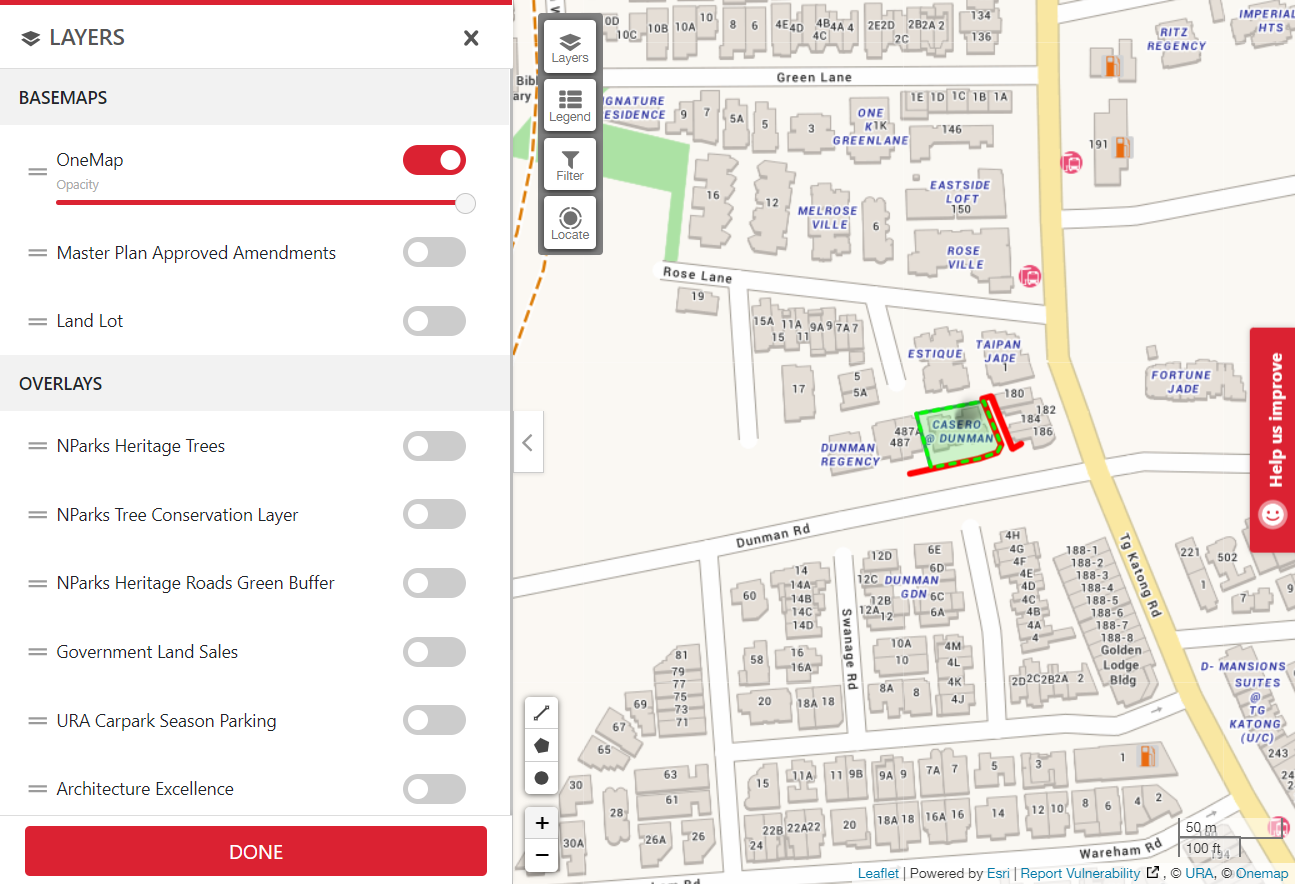 LAYERS
BASEMAPS
OneMap
Opacity
Master Plan Approved Amendments
Land Lot
OVERLAYS
NParks Heritage Trees
NParks Tree Conservation Layer
NParks Heritage Roads Green Buffer
Government Land Sales
URA Carpark Season Parking
Architecture Excellence
DONE
Layers
Legend
Filter
Locate
0D
10C
10B
10A
10
8
6
4E
4D
4B
4A
4
4C
2E
2D
2B
2A
2
2C
134
136
IMPERIAL
HTS
RITZ
REGENCY
Green Lane
Bib
ary
IGNATURE
ESIDENCE
9
7
5A
5
3
ONE
K 1K
GREENLANE
1E
1D
1C
1B
1A
146
191
16
12
MELROSE
VILLE
6
EASTSIDE
LOFT
150
ROSE
VILLE
Rose Lane
19
15A
11A
9A
9
7A
7
15
11
17
5
5A
ESTIQUE
TAIPAN
JADE
1
FORTUNE
JADE
180
182
184
186
487A
487
CASERO
@ DUNMAN
DUNMAN
REGENCY
Help us improve
Dunman Rd
Tg Katong Rd
Swanage Rd
12D
12C
12B
12A
12
DUNMAN
GDN
6E
6D
6C
6A
4H
4G
4F
4E
4D
4C
4B
4A
4
188-1
188-2
188-3
188-4
188-5
188-6
188-7
188-8
Golden
Lodge
Bldg
221
502
1
7
9
60
14
14A
14B
14C
14D
58
16
16A
20
18A
18
10A
10
8A
8
4M
4L
4K
4J
2D
2C
2B
2A
2
D- MANSIONS
SUITES
@
TG
KATONG
(U/C)
243
24
2
81
79
77
75
73
71
69
67
65
63
61
30
28
30A
26A
26
15
11A
11
9B
9A
9
7A
7
5
3
1
24
22B
22A
22
20
18A
18
16A
16
14
12
10
8
6
4
2
Wareham Rd
194
+
−
50 m
100 ft
Leaflet | Powered by Esri | Report Vulnerability , © URA, © Onemap